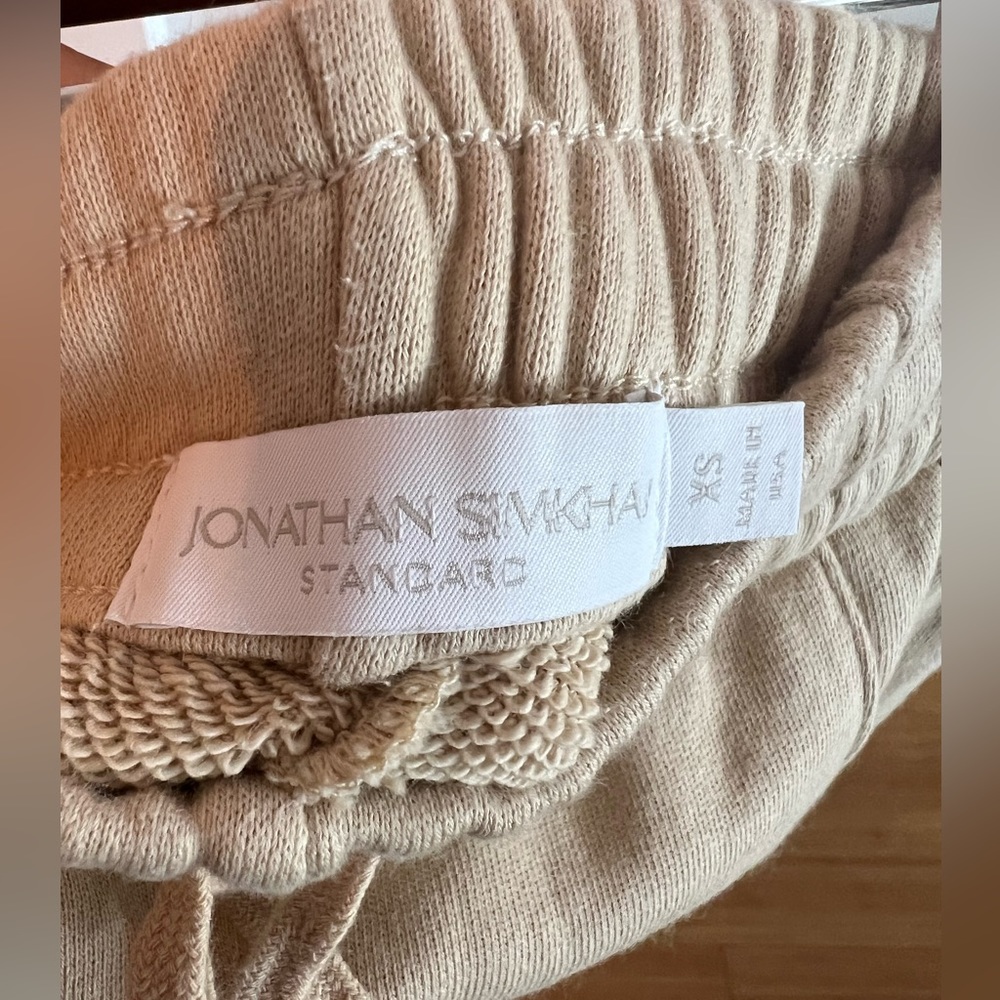 JONATHAN SIMKHAI
STANDARD
XS
MADE IN
USA